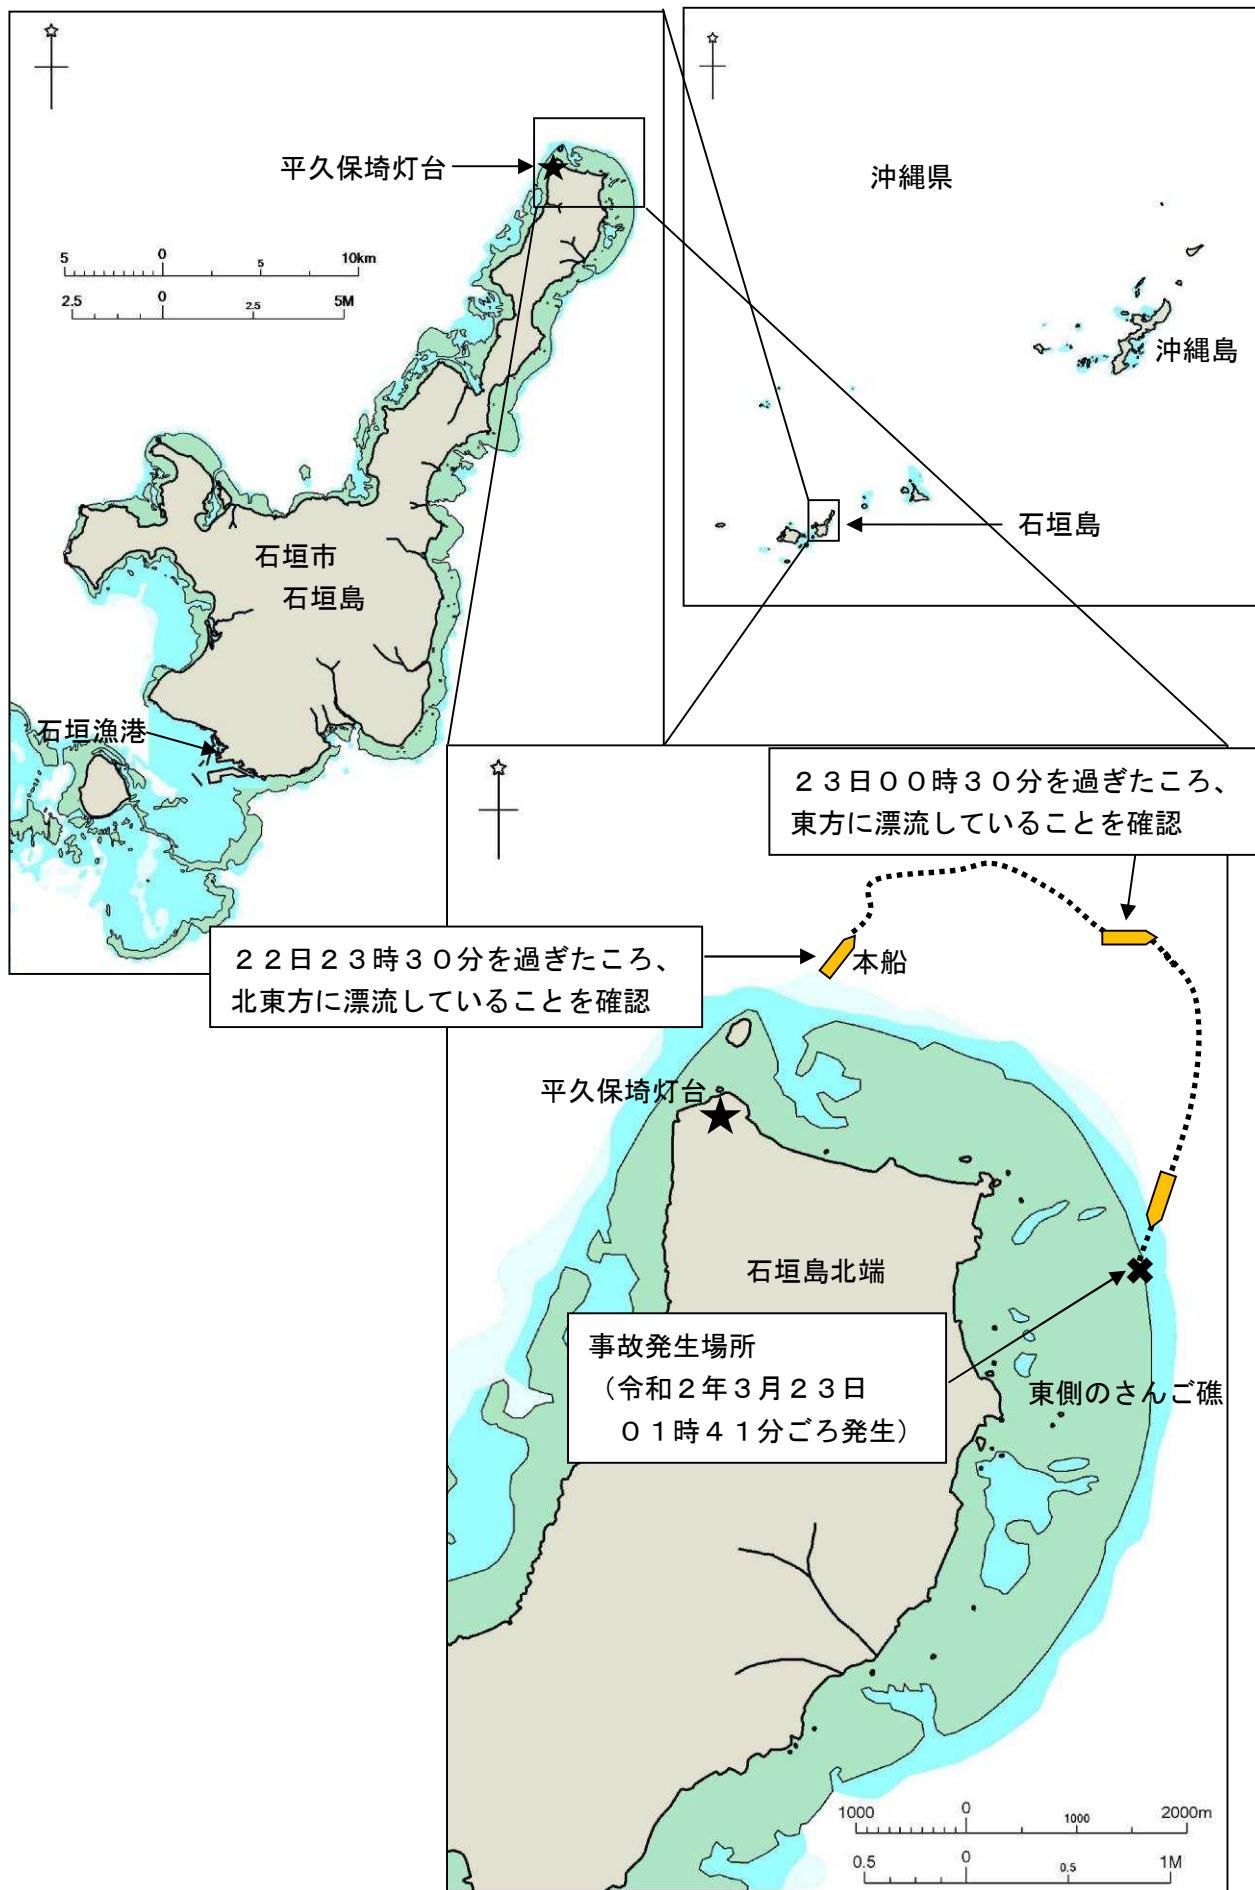 平久保埼灯台
5 0 5 10km
2.5 0 2.5 5M
石垣市
石垣島
石垣漁港
沖縄県
沖縄島
石垣島
23日00時30分を過ぎたころ、
東方に漂流していることを確認
22日23時30分を過ぎたころ、
北東方に漂流していることを確認
本船
平久保埼灯台
石垣島北端
事故発生場所
(令和2年3月23日
01時41分ごろ発生)
東側のさんご礁
1000 0 1000 2000m
0.5 0 0.5 1M